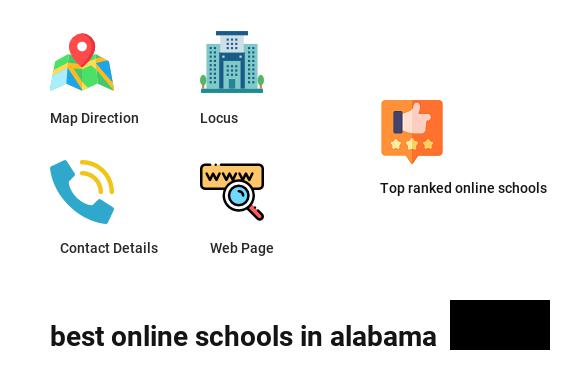 Map Direction
Locus
Top ranked online schools
Contact Details
www
Web Page
best online schools in alabama